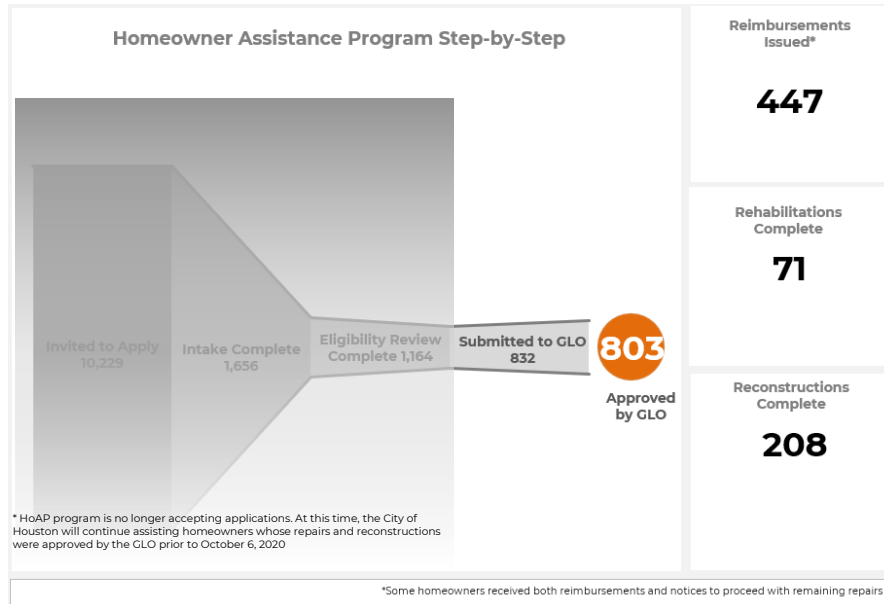 Homeowner Assistance Program Step-by-Step
Invited to Apply
10,229
Intake Complete
1,656
Eligibility Review
Complete 1,164
Submitted to GLO
832
803
Approved
by GLO
* HoAP program is no longer accepting applications. At this time, the City of
Houston will continue assisting homeowners whose repairs and reconstructions
were approved by the GLO prior to October 6, 2020
Reimbursements
Issued*
447
Rehabilitations
Complete
71
Reconstructions
Complete
208
*Some homeowners received both reimbursements and notices to proceed with remaining repairs